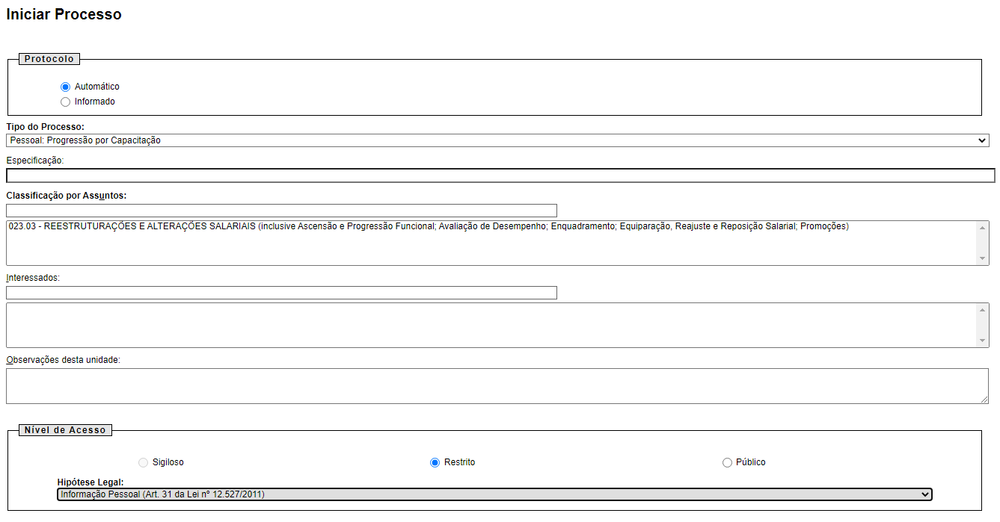 Iniciar Processo
Protocolo
Automático
Informado
Tipo do Processo:
Pessoal: Progressão por Capacitação
Especificação:
Classificação por Assuntos:
023.03 - REESTRUTURAÇÕES E ALTERAÇÕES SALARIAIS (inclusive Ascensão e Progressão Funcional; Avaliação de Desempenho; Enquadramento; Equiparação, Reajuste e Reposição Salarial; Promoções)
Interessados:
Observações desta unidade:
Nível de Acesso
Sigiloso Restrito Público
Hipótese Legal:
Informação Pessoal (Art. 31 da Lei nº 12.527/2011)